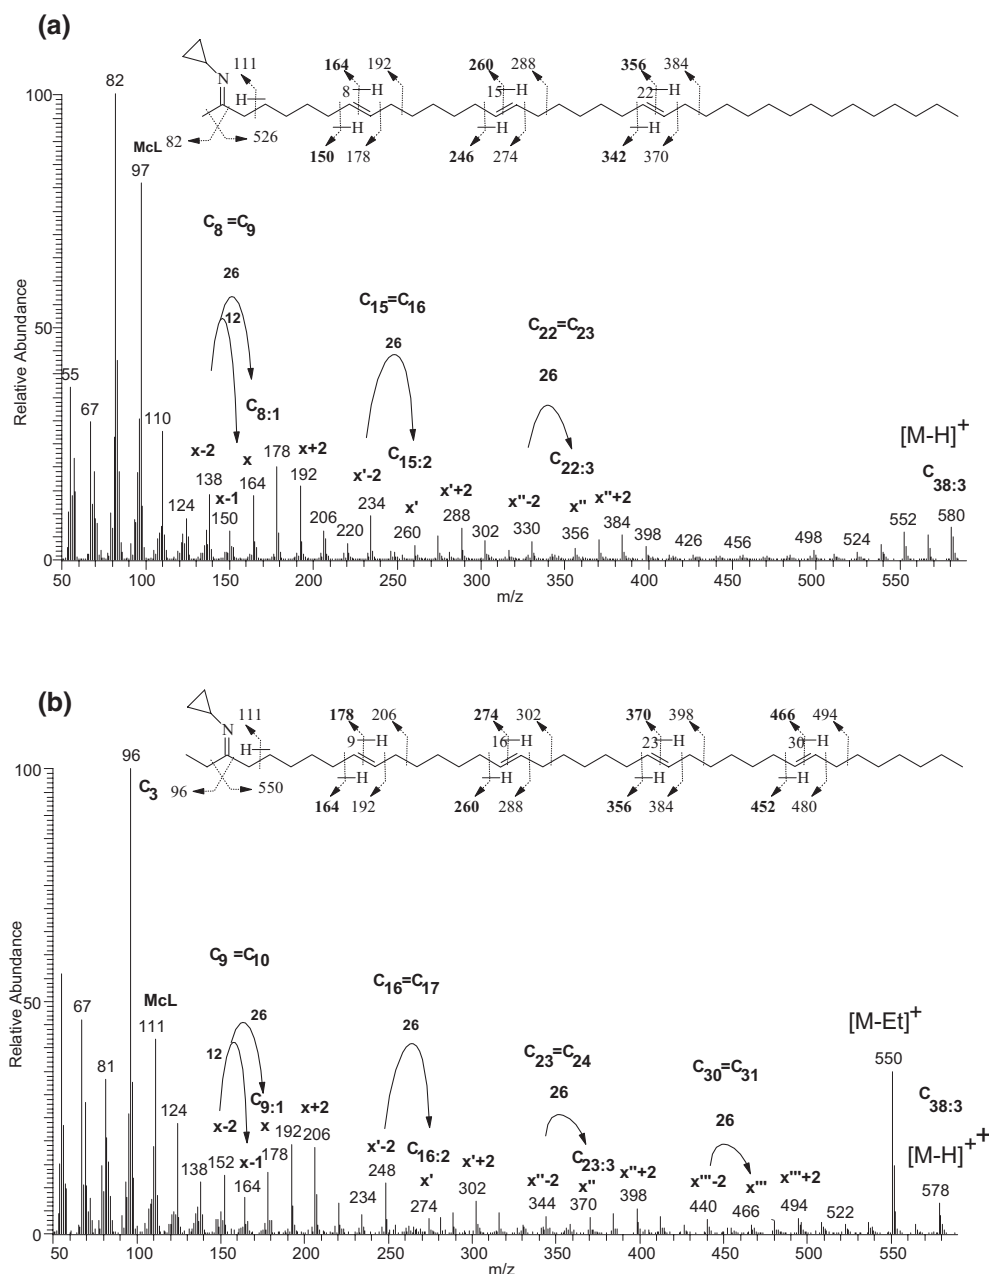 (a)
111 164 192 260 288 356 384
N
H 8 H 15 H 22 H
H H H
82 526 150 178 246 274 342 370
100
82
McL
97
C8 =C9
26
12
C15=C16
26
C22=C23
26
Relative Abundance
50
55
67
110
C8:1
C15:2
C22:3
[M-H]+
C38:3
x-2 x 178 x+2
138 164 192
x-1
124 150 206 220
x'-2 x' x'+2
234 260 288 302
x''-2 x'' x''+2
330 356 384 398 426 456 498 524 552 580
0
50 100 150 200 250 300 350 400 450 500 550
m/z
(b)
111 178 206 274 302 370 398 466 494
N
H 9 H 16 H 23 H 30 H
H H H H
96 550 164 192 260 288 356 384 452 480
100
96
C3
C9 =C10
26
12
C16=C17
26
C23=C24
26
C30=C31
26
Relative Abundance
50
67
81
McL
111
124
[M-Et]+
550
C38:3
[M-H]++
578
C9:1
x-2 x x+2
138 152 178 192 206
x-1
164
x'-2 C16:2 x' x'+2
234 248 274 302
x''-2 C23:3 x'' x''+2
344 370 398
x'''-2 x''' x'''+2
440 466 494 522
0
50 100 150 200 250 300 350 400 450 500 550
m/z